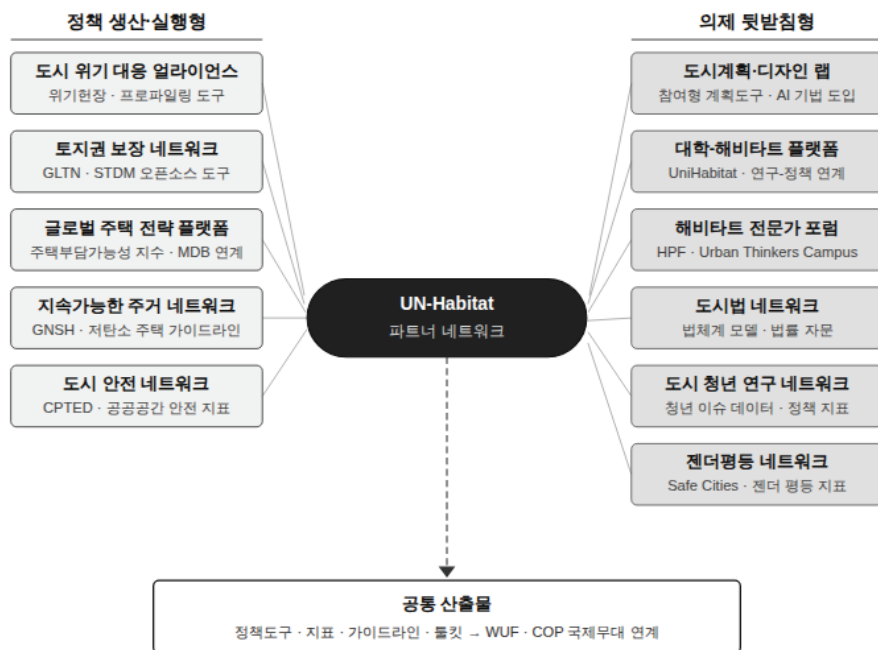 정책 생산·실행형
도시 위기 대응 얼라이언스
위기헌장 · 프로파일링 도구
토지권 보장 네트워크
GLTN · STDM 오픈소스 도구
글로벌 주택 전략 플랫폼
주택부담가능성 지수 · MDB 연계
지속가능한 주거 네트워크
GNSH · 저탄소 주택 가이드라인
도시 안전 네트워크
CPTED · 공공공간 안전 지표
UN-Habitat
파트너 네트워크
의제 뒷받침형
도시계획·디자인 랩
참여형 계획도구 · AI 기법 도입
대학-해비타트 플랫폼
UniHabitat · 연구-정책 연계
해비타트 전문가 포럼
HPF · Urban Thinkers Campus
도시법 네트워크
법체계 모델 · 법률 자문
도시 청년 연구 네트워크
청년 이슈 데이터 · 정책 지표
젠더평등 네트워크
Safe Cities · 젠더 평등 지표
공통 산출물
정책도구 · 지표 · 가이드라인 · 툴킷 → WUF · COP 국제무대 연계